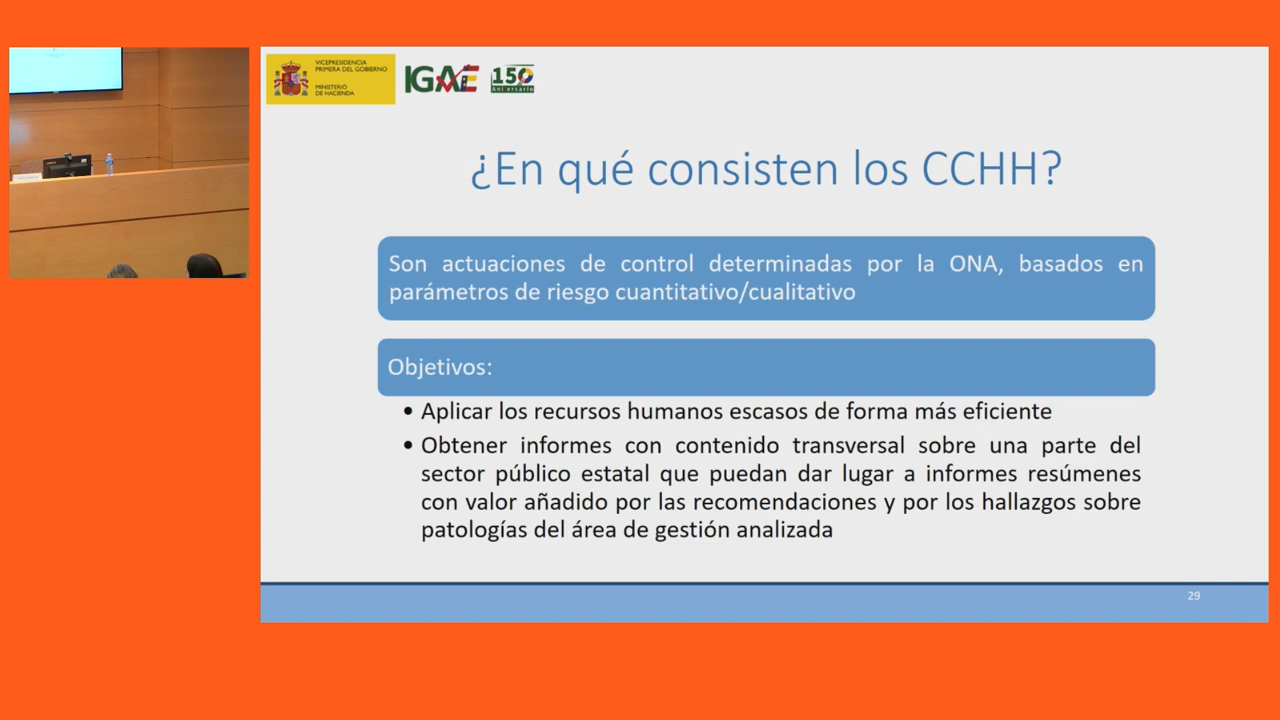 VICEPRESIDENCIA
PRIMERA DEL GOBIERNO
MINISTERIO
DE HACIENDA
IGAE
150
Aniversario
¿En qué consisten los CCHH?
Son actuaciones de control determinadas por la ONA, basados en
parámetros de riesgo cuantitativo/cualitativo
Objetivos:
• Aplicar los recursos humanos escasos de forma más eficiente
• Obtener informes con contenido transversal sobre una parte del
sector público estatal que puedan dar lugar a informes resúmenes
con valor añadido por las recomendaciones y por los hallazgos sobre
patologías del área de gestión analizada
29